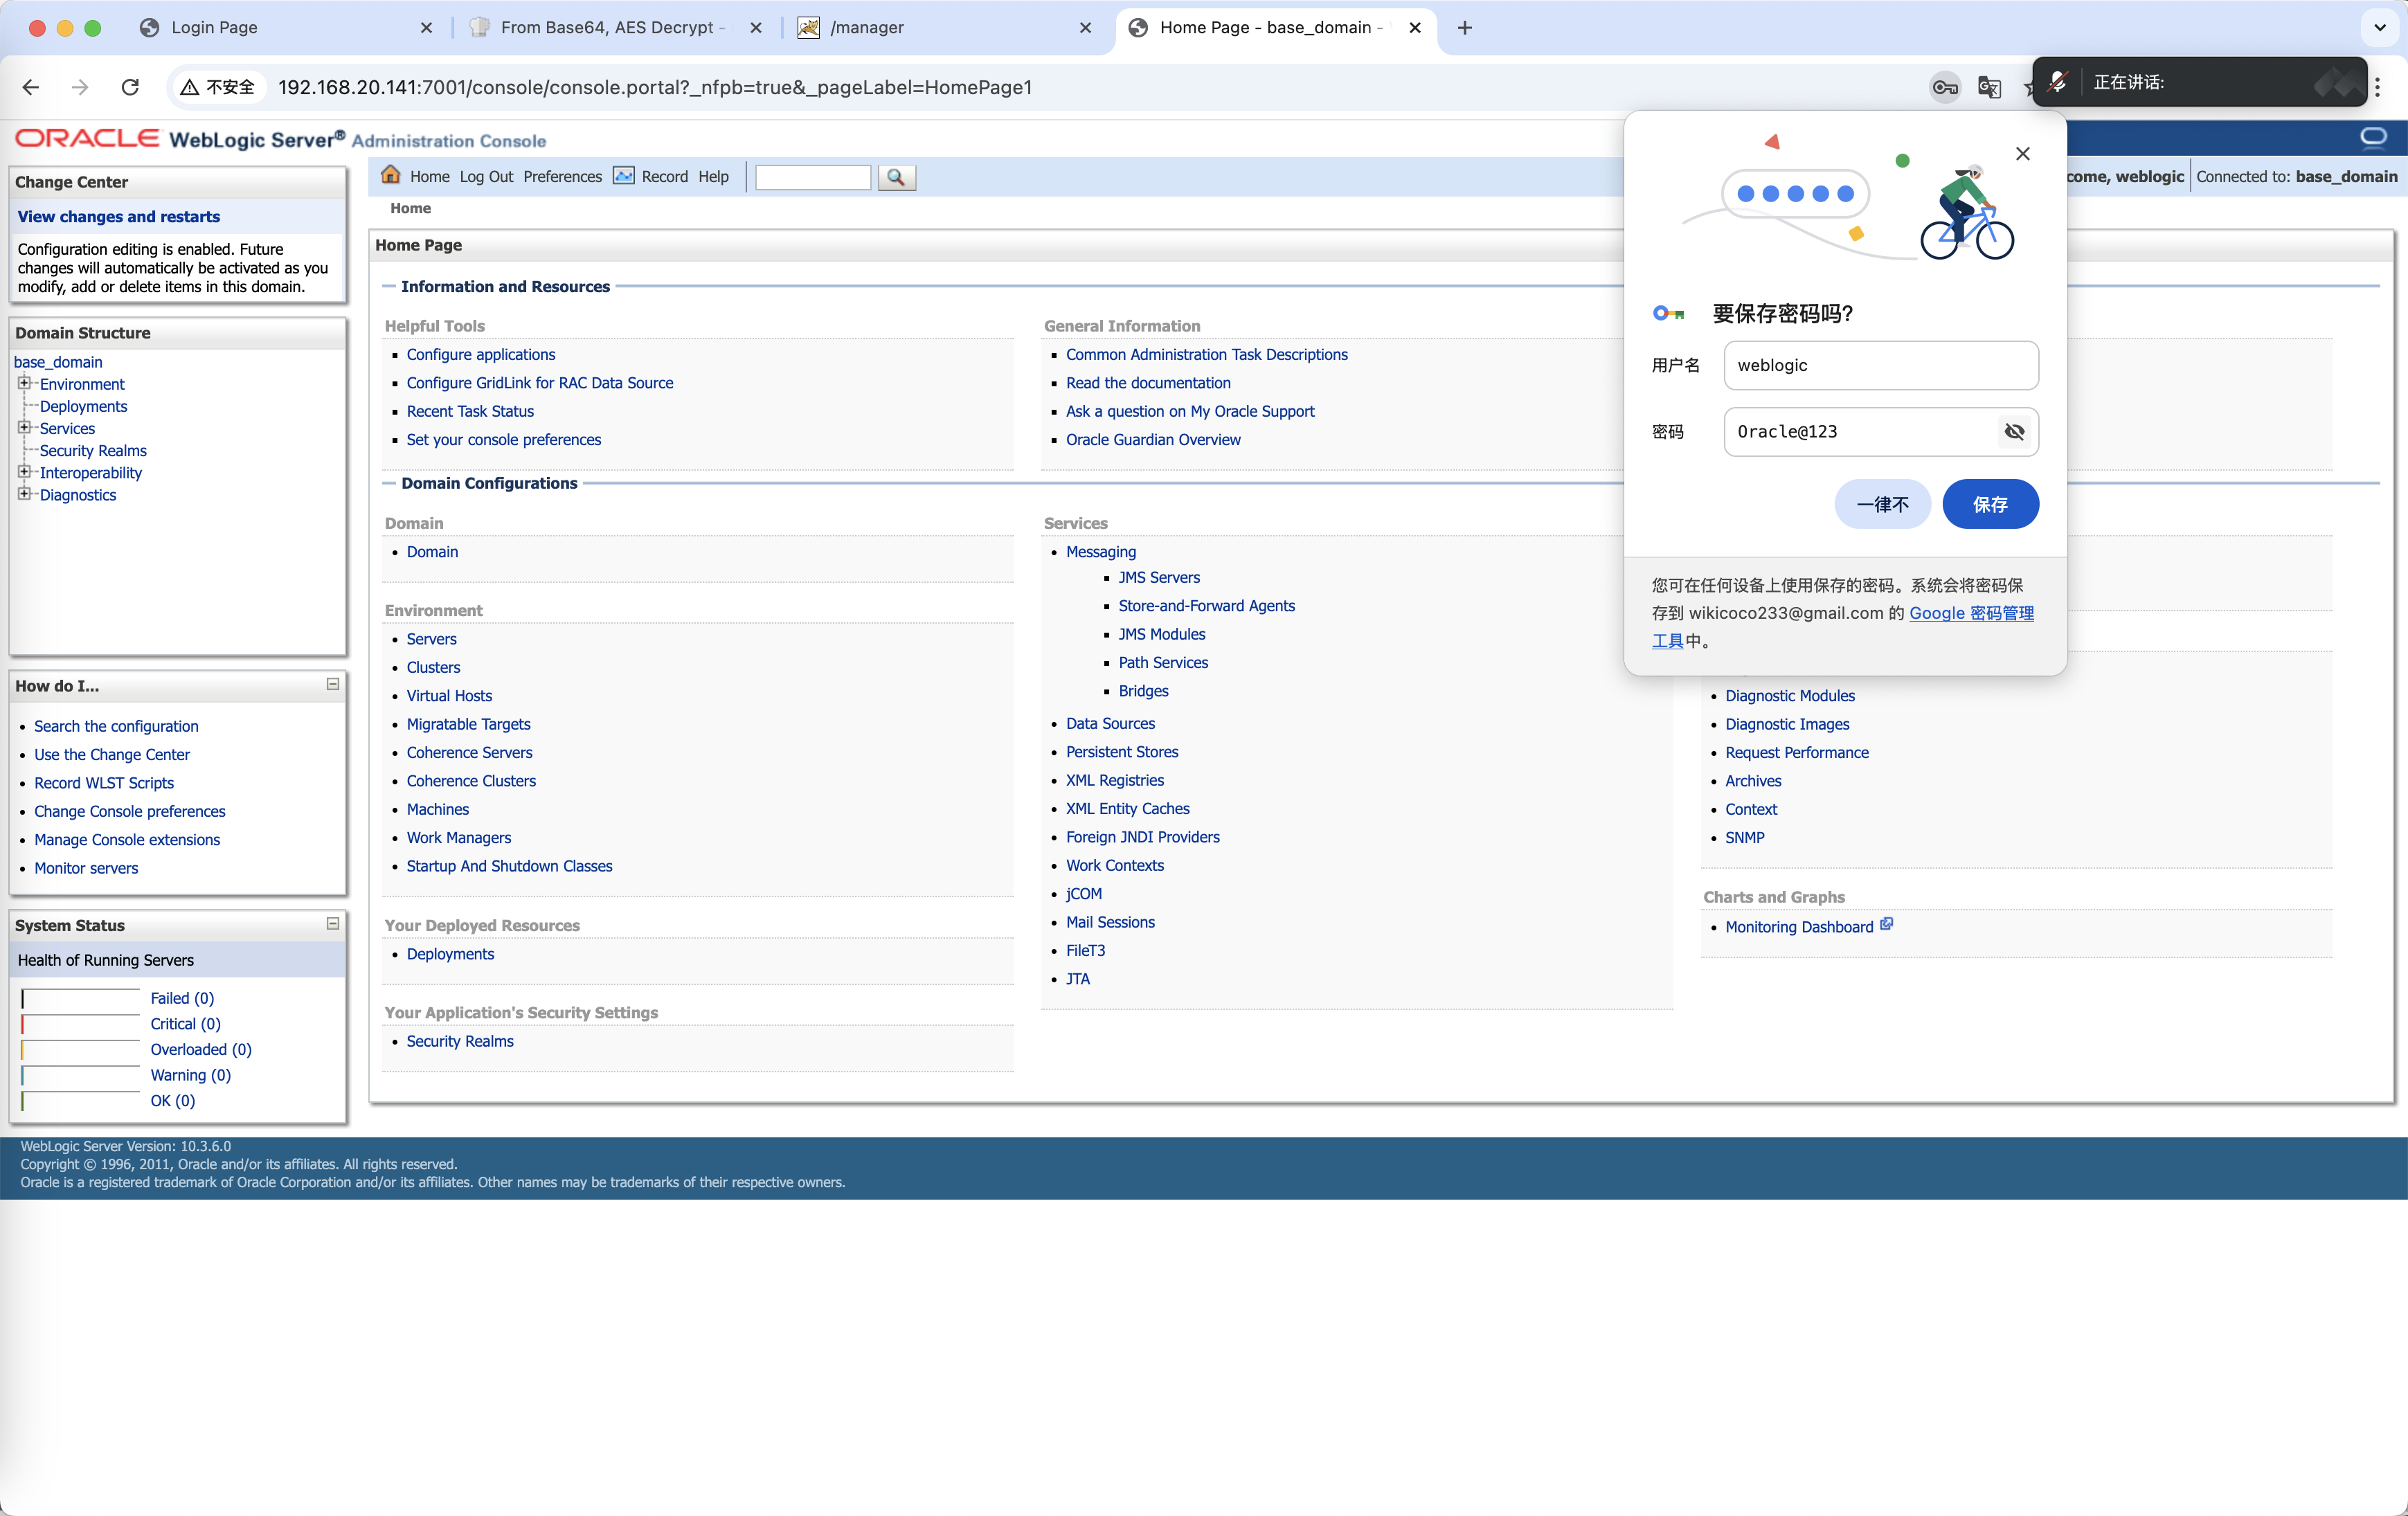 Login Page
From Base64, AES Decrypt -
/manager
Home Page - base_domain -
不安全
192.168.20.141:7001/console/console.portal?_nfpb=true&_pageLabel=HomePage1
正在讲话:
ORACLE WebLogic Server® Administration Console
Change Center
View changes and restarts
Configuration editing is enabled. Future
changes will automatically be activated as you
modify, add or delete items in this domain.
Domain Structure
base_domain
Environment
Deployments
Services
Security Realms
Interoperability
Diagnostics
How do I...
Search the configuration
Use the Change Center
Record WLST Scripts
Change Console preferences
Manage Console extensions
Monitor servers
System Status
Health of Running Servers
Failed (0)
Critical (0)
Overloaded (0)
Warning (0)
OK (0)
Home Log Out Preferences Record Help
come, weblogic Connected to: base_domain
Home
Home Page
Information and Resources
Helpful Tools
Configure applications
Configure GridLink for RAC Data Source
Recent Task Status
Set your console preferences
General Information
Common Administration Task Descriptions
Read the documentation
Ask a question on My Oracle Support
Oracle Guardian Overview
Domain Configurations
Domain
Domain
Environment
Servers
Clusters
Virtual Hosts
Migratable Targets
Coherence Servers
Coherence Clusters
Machines
Work Managers
Startup And Shutdown Classes
Your Deployed Resources
Deployments
Your Application's Security Settings
Security Realms
Services
Messaging
JMS Servers
Store-and-Forward Agents
JMS Modules
Path Services
Bridges
Data Sources
Persistent Stores
XML Registries
XML Entity Caches
Foreign JNDI Providers
Work Contexts
jCOM
Mail Sessions
FileT3
JTA
Diagnostic Modules
Diagnostic Images
Request Performance
Archives
Context
SNMP
Charts and Graphs
Monitoring Dashboard
要保存密码吗?
用户名 weblogic
密码 Oracle@123
一律不 保存
您可在任何设备上使用保存的密码。系统会将密码保
存到 wikicoco233@gmail.com 的 Google 密码管理
工具中。
WebLogic Server Version: 10.3.6.0
Copyright © 1996, 2011, Oracle and/or its affiliates. All rights reserved.
Oracle is a registered trademark of Oracle Corporation and/or its affiliates. Other names may be trademarks of their respective owners.